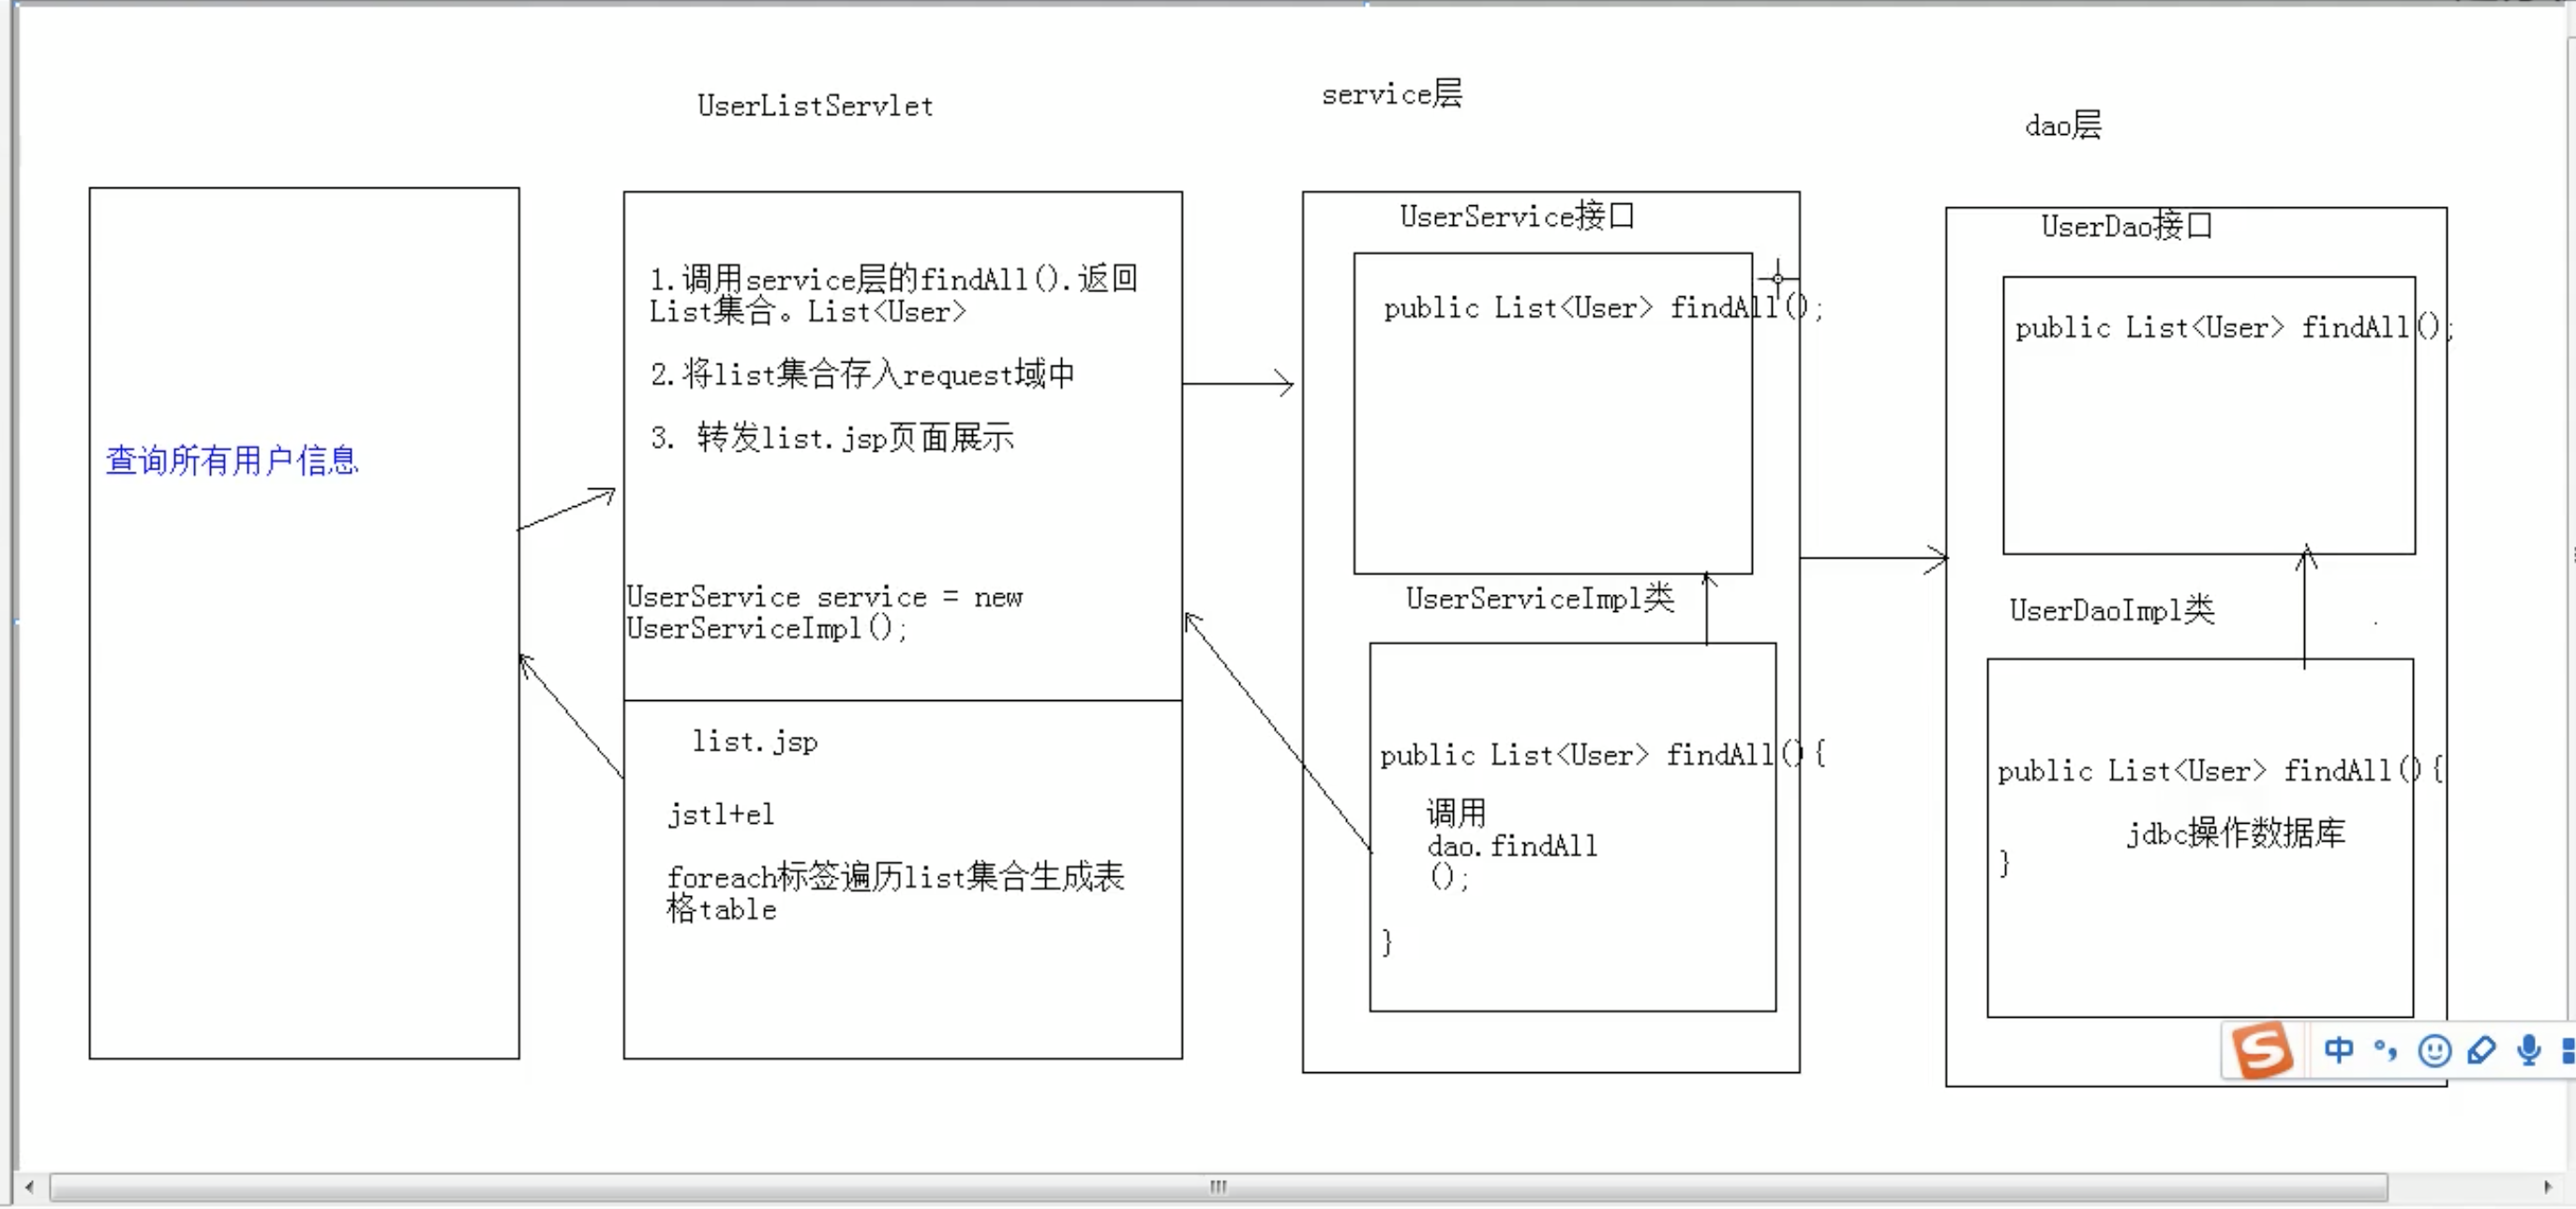 UserListServlet
service层
dao层
查询所有用户信息
1.调用service层的findAll().返回
List集合。List<User>
2.将list集合存入request域中
3. 转发list.jsp页面展示
UserService service = new
UserServiceImpl();
list.jsp
jstl+el
foreach标签遍历list集合生成表
格table
UserService接口
public List<User> findAll();
UserServiceImpl类
public List<User> findAll(){
调用
dao.findAll
();
}
UserDao接口
public List<User> findAll();
UserDaoImpl类
public List<User> findAll(){
jdbc操作数据库
}
S 中